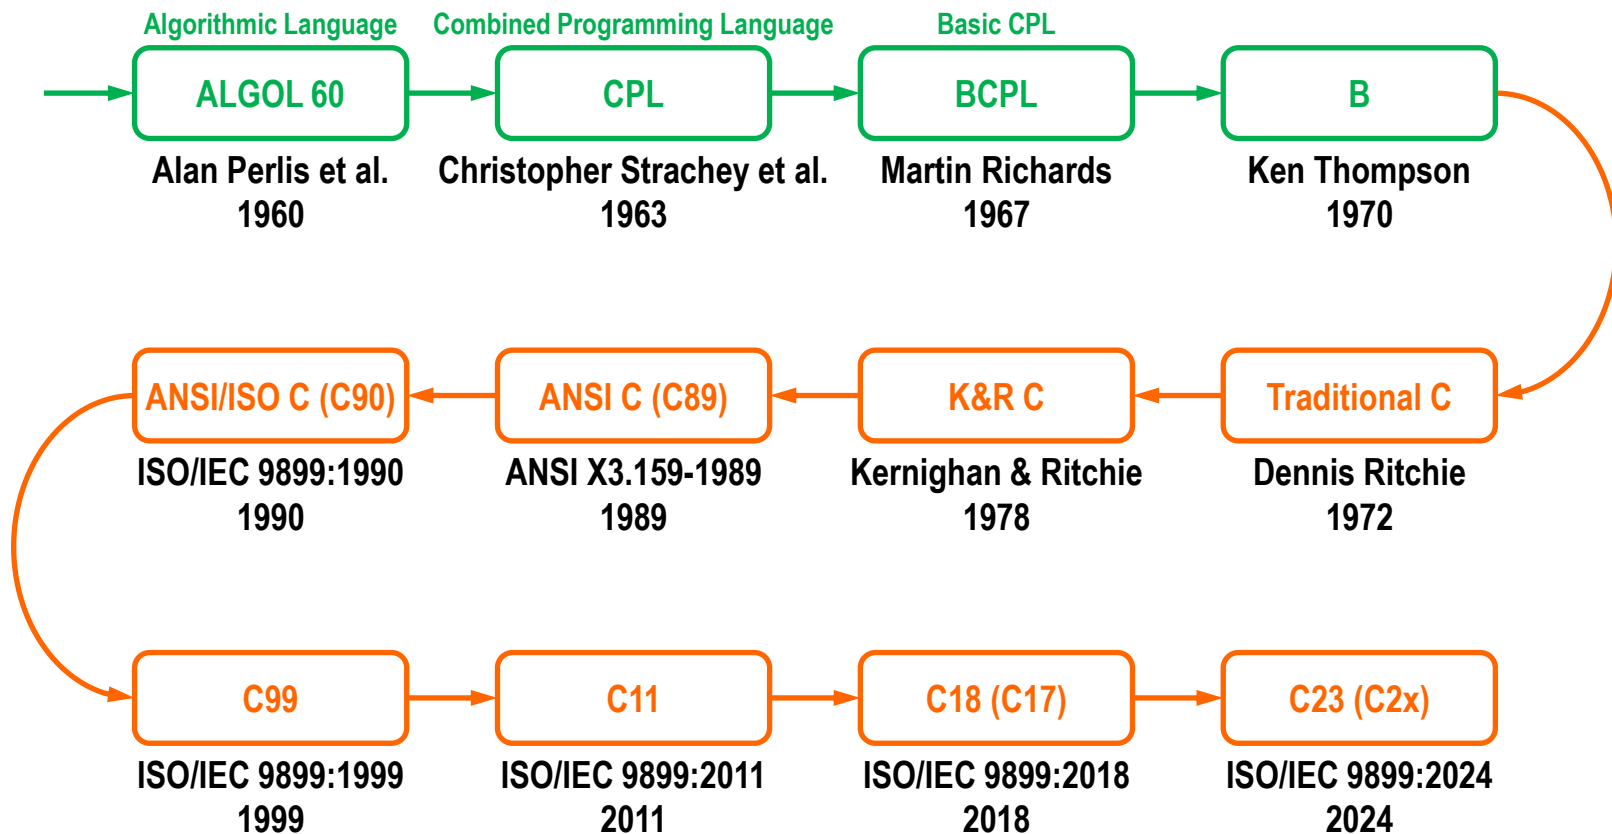 Algorithmic Language
Combined Programming Language
Basic CPL
ALGOL 60
CPL
BCPL
B
Alan Perlis et al.
1960
Christopher Strachey et al.
1963
Martin Richards
1967
Ken Thompson
1970
Traditional C
Dennis Ritchie
1972
K&R C
Kernighan & Ritchie
1978
ANSI C (C89)
ANSI X3.159-1989
1989
ANSI/ISO C (C90)
ISO/IEC 9899:1990
1990
C99
ISO/IEC 9899:1999
1999
C11
ISO/IEC 9899:2011
2011
C18 (C17)
ISO/IEC 9899:2018
2018
C23 (C2x)
ISO/IEC 9899:2024
2024